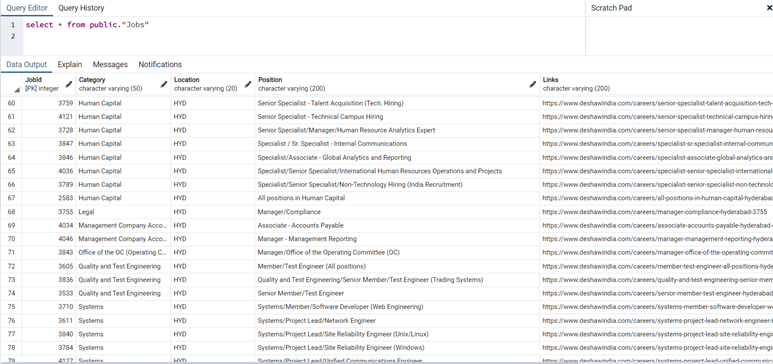 Query Editor Query History Scratch Pad
1 select * from public."Jobs"
2
Data Output Explain Messages Notifications
JobId Category Location Position Links
[PK] integer character varying (50) character varying (20) character varying (200) character varying (200)
60 3759 Human Capital HYD Senior Specialist - Talent Acquisition (Tech. Hiring) https://www.deshawindia.com/careers/senior-specialist-talent-acquisition-tech-
61 4121 Human Capital HYD Senior Specialist - Technical Campus Hiring https://www.deshawindia.com/careers/senior-specialist-technical-campus-hirin
62 3728 Human Capital HYD Senior Specialist/Manager/Human Resource Analytics Expert https://www.deshawindia.com/careers/senior-specialist-manager-human-resou
63 3847 Human Capital HYD Specialist / Sr. Specialist - Internal Communications https://www.deshawindia.com/careers/specialist-sr-specialist-internal-commun
64 3846 Human Capital HYD Specialist/Associate - Global Analytics and Reporting https://www.deshawindia.com/careers/specialist-associate-global-analytics-and
65 4036 Human Capital HYD Specialist/Senior Specialist/International Human Resources Operations and Projects https://www.deshawindia.com/careers/specialist-senior-specialist-international
66 3789 Human Capital HYD Specialist/Senior Specialist/Non-Technology Hiring (India Recruitment) https://www.deshawindia.com/careers/specialist-senior-specialist-non-technolo
67 2583 Human Capital HYD All positions in Human Capital https://www.deshawindia.com/careers/all-positions-in-human-capital-hyderabad
68 3755 Legal HYD Manager/Compliance https://www.deshawindia.com/careers/manager-compliance-hyderabad-3755
69 4034 Management Company Acco... HYD Associate - Accounts Payable https://www.deshawindia.com/careers/associate-accounts-payable-hyderabad-
70 4046 Management Company Acco... HYD Manager - Management Reporting https://www.deshawindia.com/careers/manager-management-reporting-hydera
71 3843 Office of the OC (Operating C... HYD Manager/Office of the Operating Committee (OC) https://www.deshawindia.com/careers/manager-office-of-the-operating-commit
72 3605 Quality and Test Engineering HYD Member/Test Engineer (All positions) https://www.deshawindia.com/careers/member-test-engineer-all-positions-hyde
73 3836 Quality and Test Engineering HYD Quality and Test Engineering/Senior Member/Test Engineer (Trading Systems) https://www.deshawindia.com/careers/quality-and-test-engineering-senior-mem
74 3533 Quality and Test Engineering HYD Senior Member/Test Engineer https://www.deshawindia.com/careers/senior-member-test-engineer-hyderabad
75 3710 Systems HYD Systems/Member/Software Developer (Web Engineering) https://www.deshawindia.com/careers/systems-member-software-developer-w
76 3611 Systems HYD Systems/Project Lead/Network Engineer https://www.deshawindia.com/careers/systems-project-lead-network-engineer-l
77 3840 Systems HYD Systems/Project Lead/Site Reliability Engineer (Unix/Linux) https://www.deshawindia.com/careers/systems-project-lead-site-reliability-engi
78 3784 Systems HYD Systems/Project Lead/Site Reliability Engineer (Windows) https://www.deshawindia.com/careers/systems-project-lead-site-reliability-engi
79 4127 Systems HYD Systems/Project Lead/Unified Communications Engineer https://www.deshawindia.com/careers/systems-project-lead-unified-communic